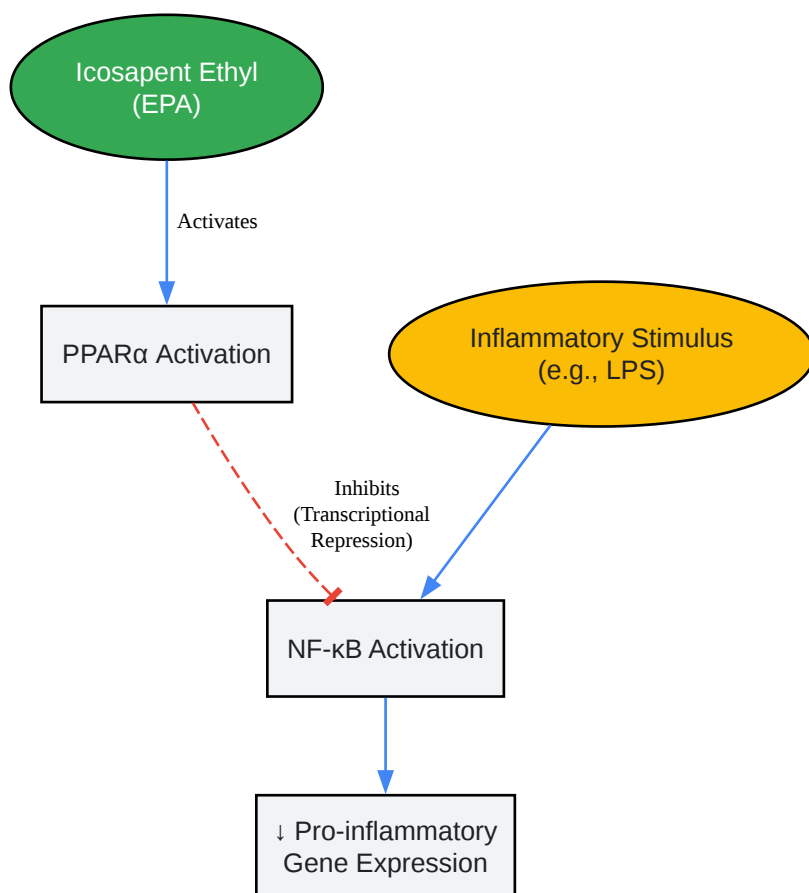 Icosapent Ethyl
(EPA)
Activates
PPARα Activation
Inflammatory Stimulus
(e.g., LPS)
Inhibits
(Transcriptional
Repression)
NF-κB Activation
↓ Pro-inflammatory
Gene Expression